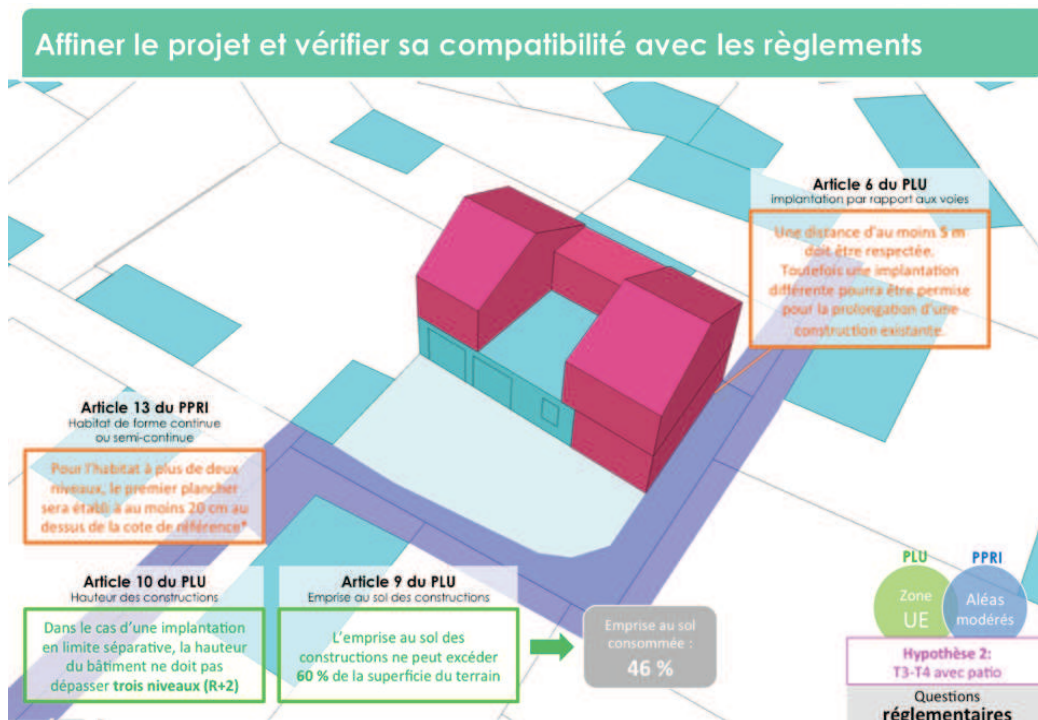 Affiner le projet et vérifier sa compatibilité avec les règlements
Article 6 du PLU
implantation par rapport aux voies
Une distance d'au moins 5 m
doit être respectée.
Toutefois une implantation
différente pourra être permise
pour la prolongation d'une
construction existante.
Article 13 du PPRI
Habitat de forme continue
ou semi-continue
Pour l'habitat à plus de deux
niveaux, le premier plancher
sera établi à au moins 20 cm au
dessus de la cote de référence*
Article 10 du PLU
Hauteur des constructions
Dans le cas d'une implantation
en limite séparative, la hauteur
du bâtiment ne doit pas
dépasser trois niveaux (R+2)
Article 9 du PLU
Emprise au sol des constructions
L'emprise au sol des
constructions ne peut excéder
60 % de la superficie du terrain
Emprise au sol
consommée :
46 %
PLU
PPRI
Zone
UE
Aléas
modérés
Hypothèse 2:
T3-T4 avec patio
Questions
réglementaires